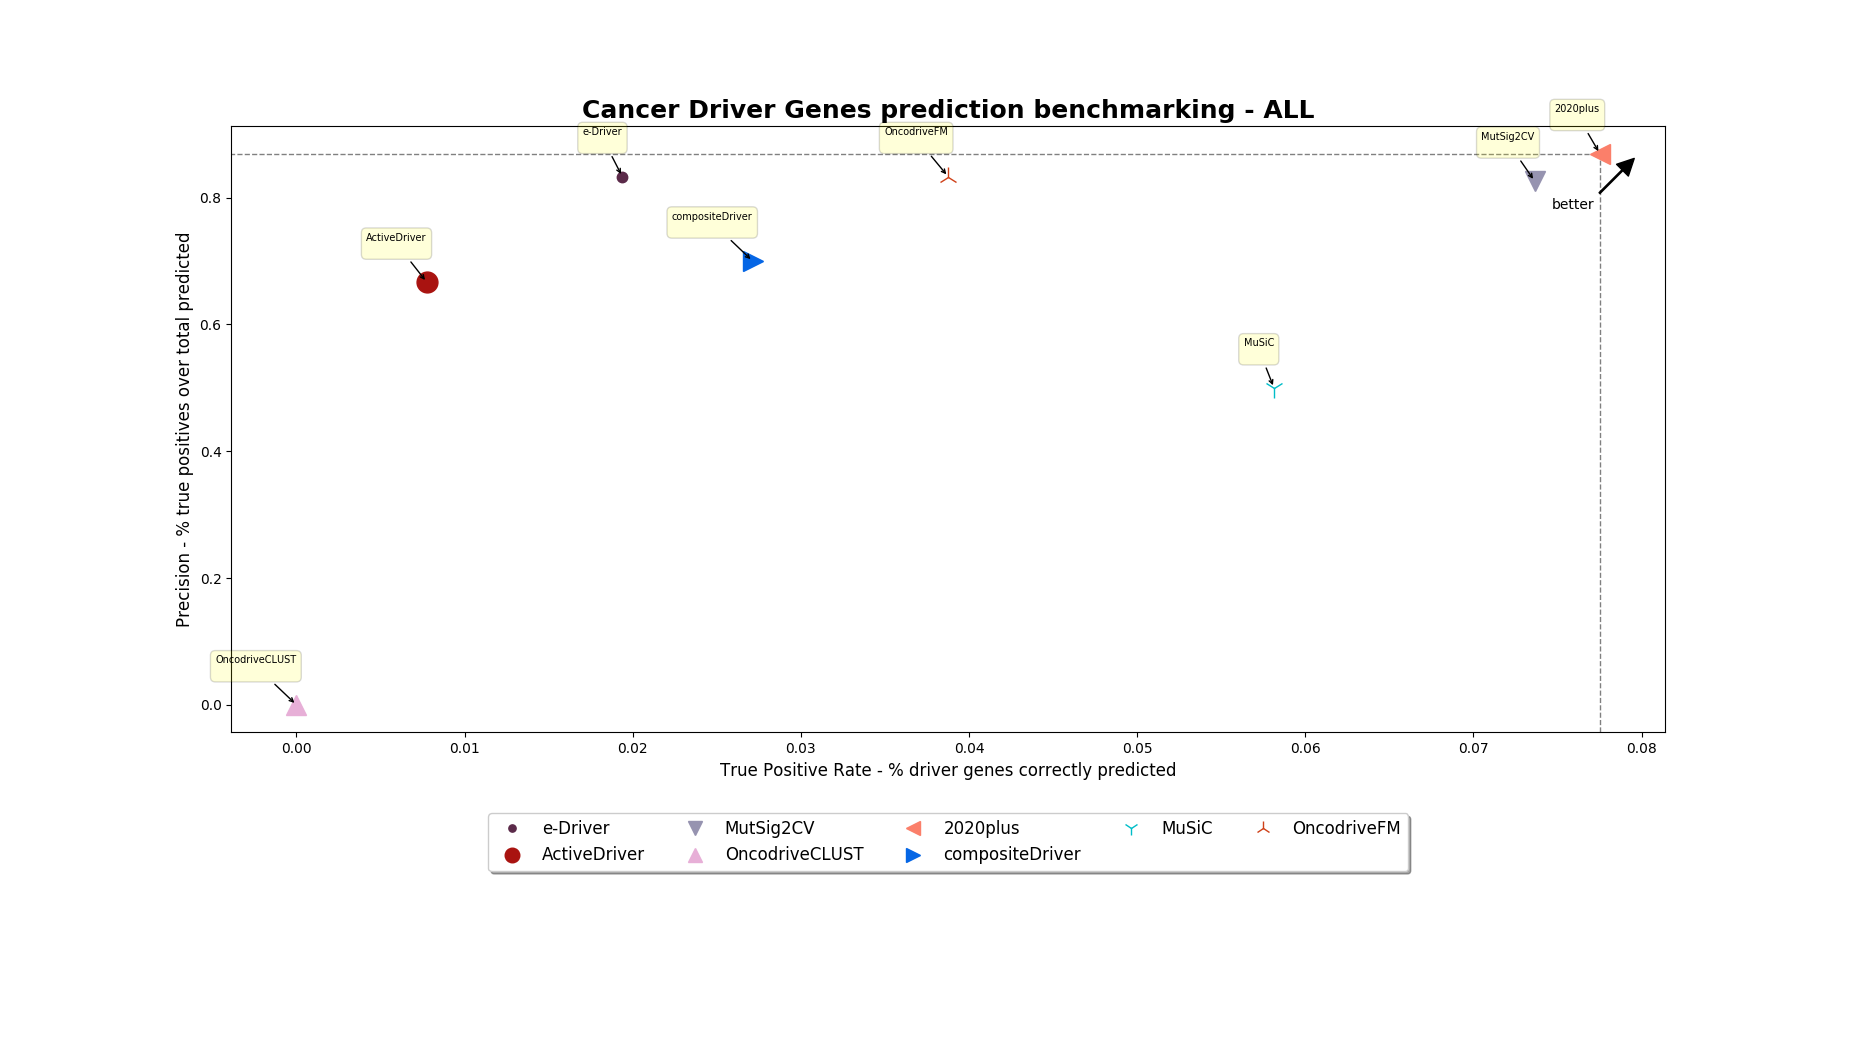 Cancer Driver Genes prediction benchmarking - ALL
2020plus
e-Driver
OncodriveFM
MutSig2CV
better
compositeDriver
ActiveDriver
MuSiC
OncodriveCLUST
Precision - % true positives over total predicted
0.8
0.6
0.4
0.2
0.0
0.00 0.01 0.02 0.03 0.04 0.05 0.06 0.07 0.08
True Positive Rate - % driver genes correctly predicted
e-Driver MutSig2CV 2020plus MuSiC OncodriveFM
ActiveDriver OncodriveCLUST compositeDriver